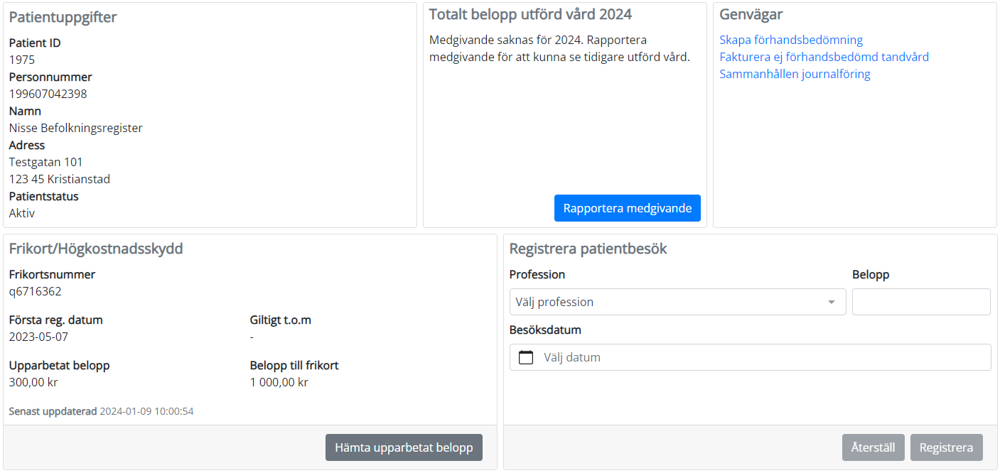 Patientuppgifter
Patient ID
1975
Personnummer
199607042398
Namn
Nisse Befolkningsregister
Adress
Testgatan 101
123 45 Kristianstad
Patientstatus
Aktiv
Totalt belopp utförd vård 2024
Medgivande saknas för 2024. Rapportera
medgivande för att kunna se tidigare utförd vård.
Rapportera medgivande
Genvägar
Skapa förhandsbedömning
Fakturera ej förhandsbedömd tandvård
Sammanhållen journalföring
Frikort/Högkostnadsskydd
Frikortsnummer
q6716362
Första reg. datum
2023-05-07
Giltigt t.o.m
-
Upparbetat belopp
300,00 kr
Belopp till frikort
1 000,00 kr
Senast uppdaterad 2024-01-09 10:00:54
Hämta upparbetat belopp
Registrera patientbesök
Profession
Välj profession
Belopp
Besöksdatum
Välj datum
Återställ
Registrera